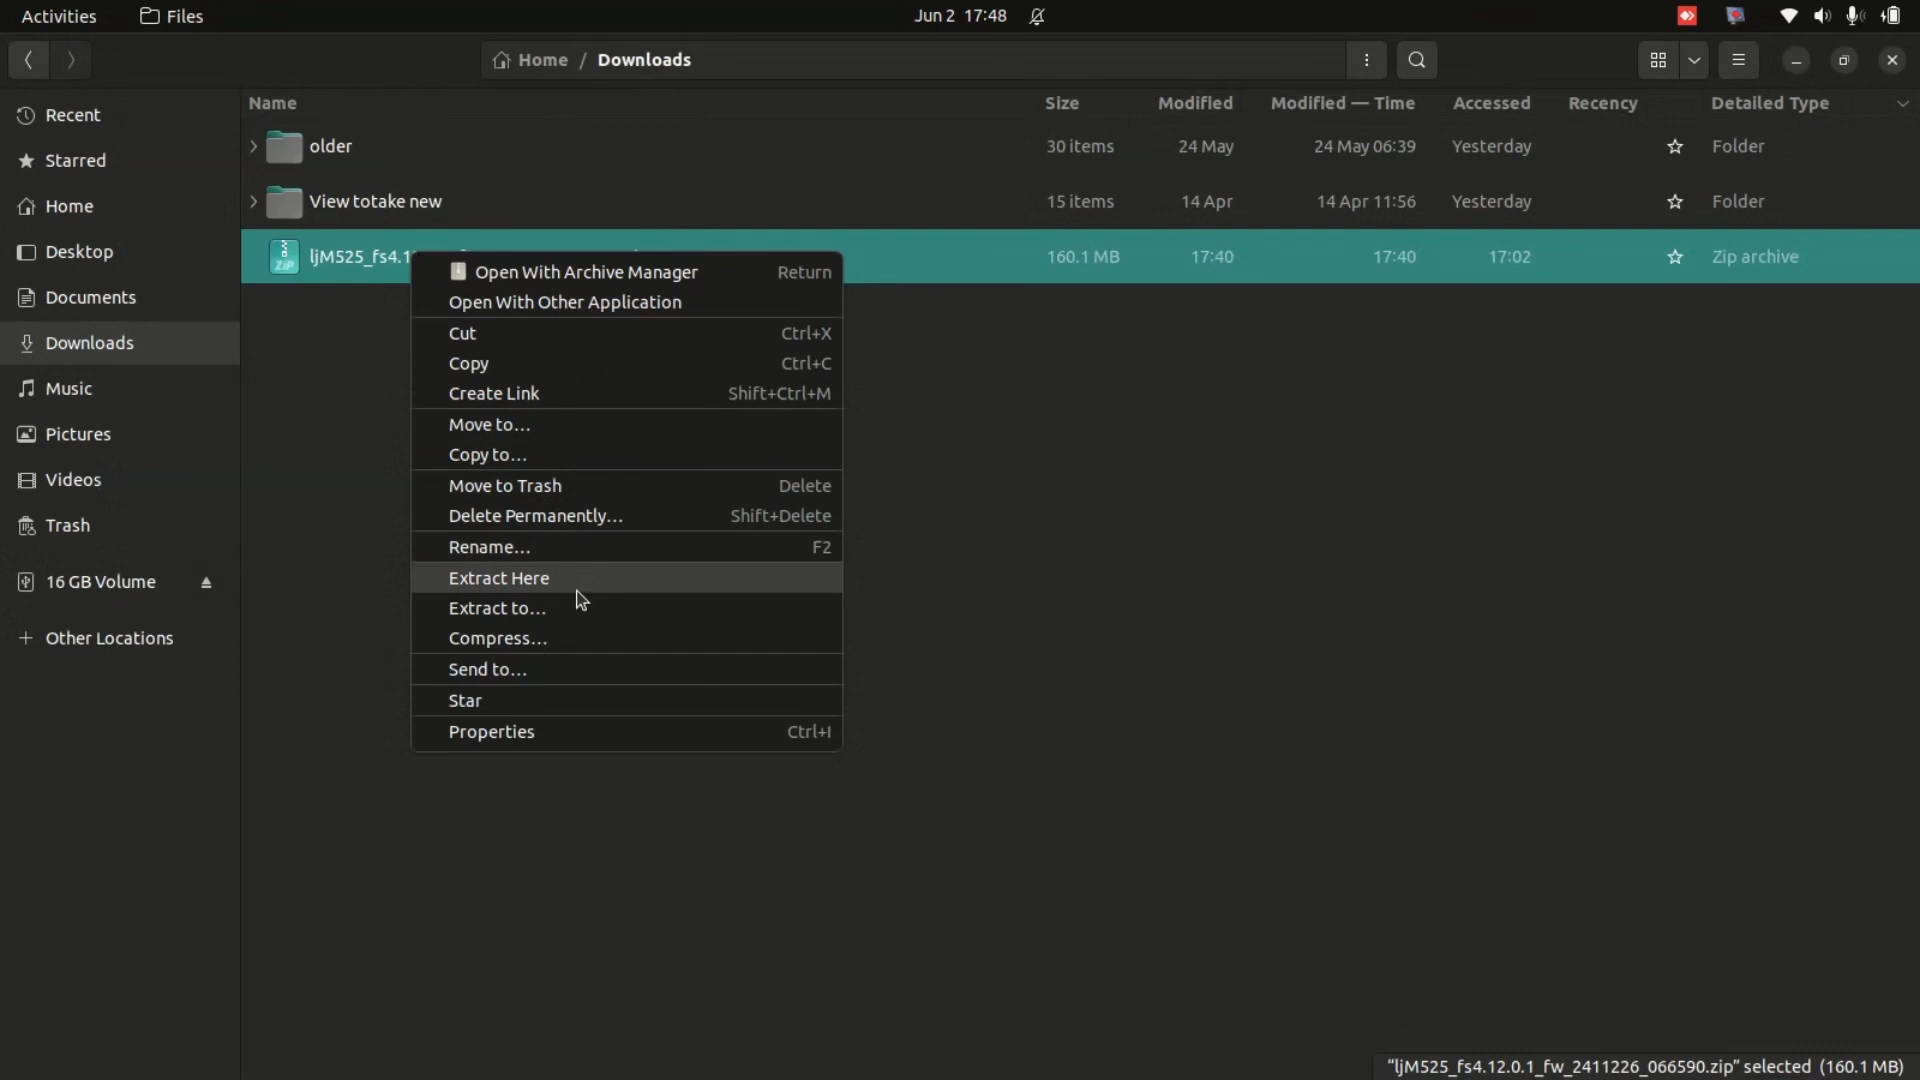 Activities Files Jun 2 17:48
Home / Downloads
Name Size Modified Modified — Time Accessed Recency Detailed Type
older 30 items 24 May 24 May 06:39 Yesterday Folder
View totake new 15 items 14 Apr 14 Apr 11:56 Yesterday Folder
ZIP ljM525_fs4.1 160.1 MB 17:40 17:40 17:02 Zip archive
Recent
Starred
Home
Desktop
Documents
Downloads
Music
Pictures
Videos
Trash
16 GB Volume
+ Other Locations
Open With Archive Manager Return
Open With Other Application
Cut Ctrl+X
Copy Ctrl+C
Create Link Shift+Ctrl+M
Move to…
Copy to…
Move to Trash Delete
Delete Permanently… Shift+Delete
Rename… F2
Extract Here
Extract to…
Compress…
Send to…
Star
Properties Ctrl+I
“ljM525_fs4.12.0.1_fw_2411226_066590.zip” selected (160.1 MB)